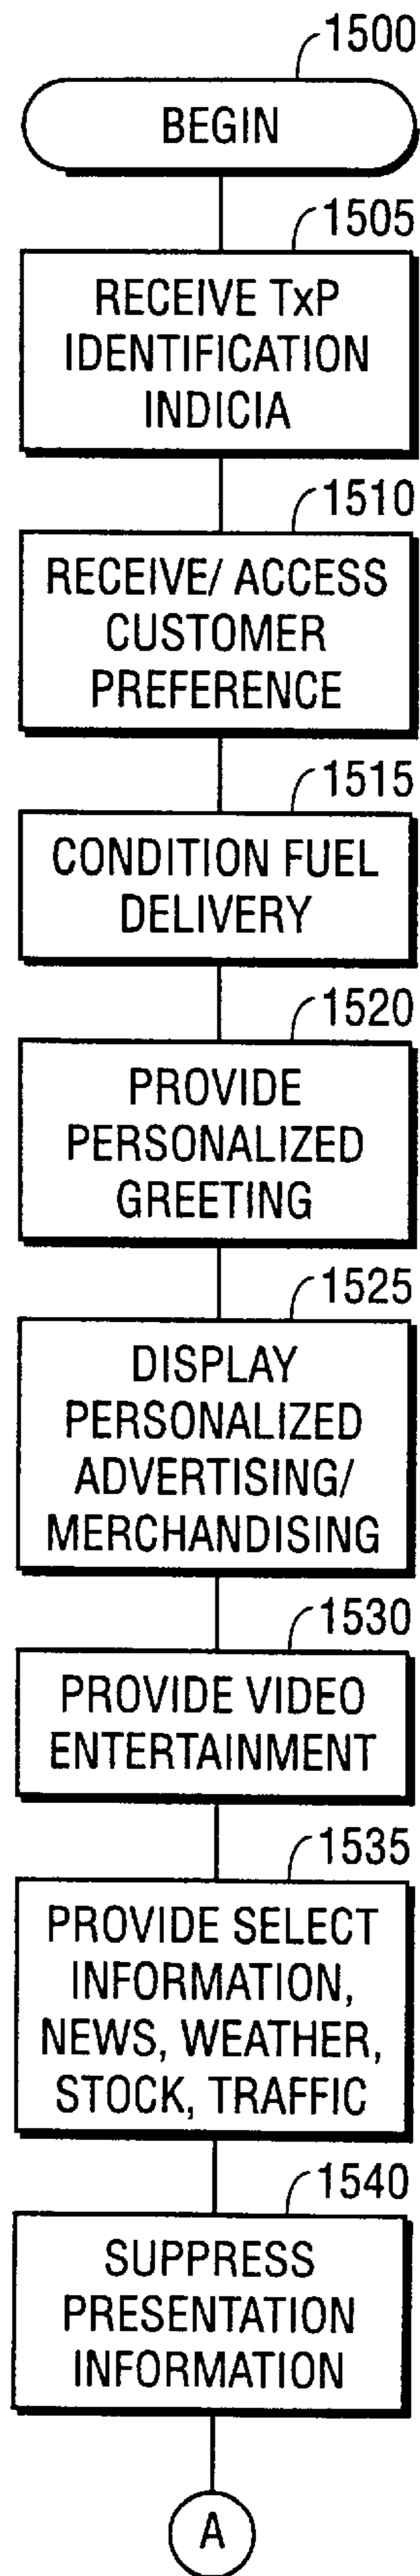 1500
BEGIN
1505
RECEIVE TxP
IDENTIFICATION
INDICIA
1510
RECEIVE/ ACCESS
CUSTOMER
PREFERENCE
1515
CONDITION FUEL
DELIVERY
1520
PROVIDE
PERSONALIZED
GREETING
1525
DISPLAY
PERSONALIZED
ADVERTISING/
MERCHANDISING
1530
PROVIDE VIDEO
ENTERTAINMENT
1535
PROVIDE SELECT
INFORMATION,
NEWS, WEATHER,
STOCK, TRAFFIC
1540
SUPPRESS
PRESENTATION
INFORMATION
A